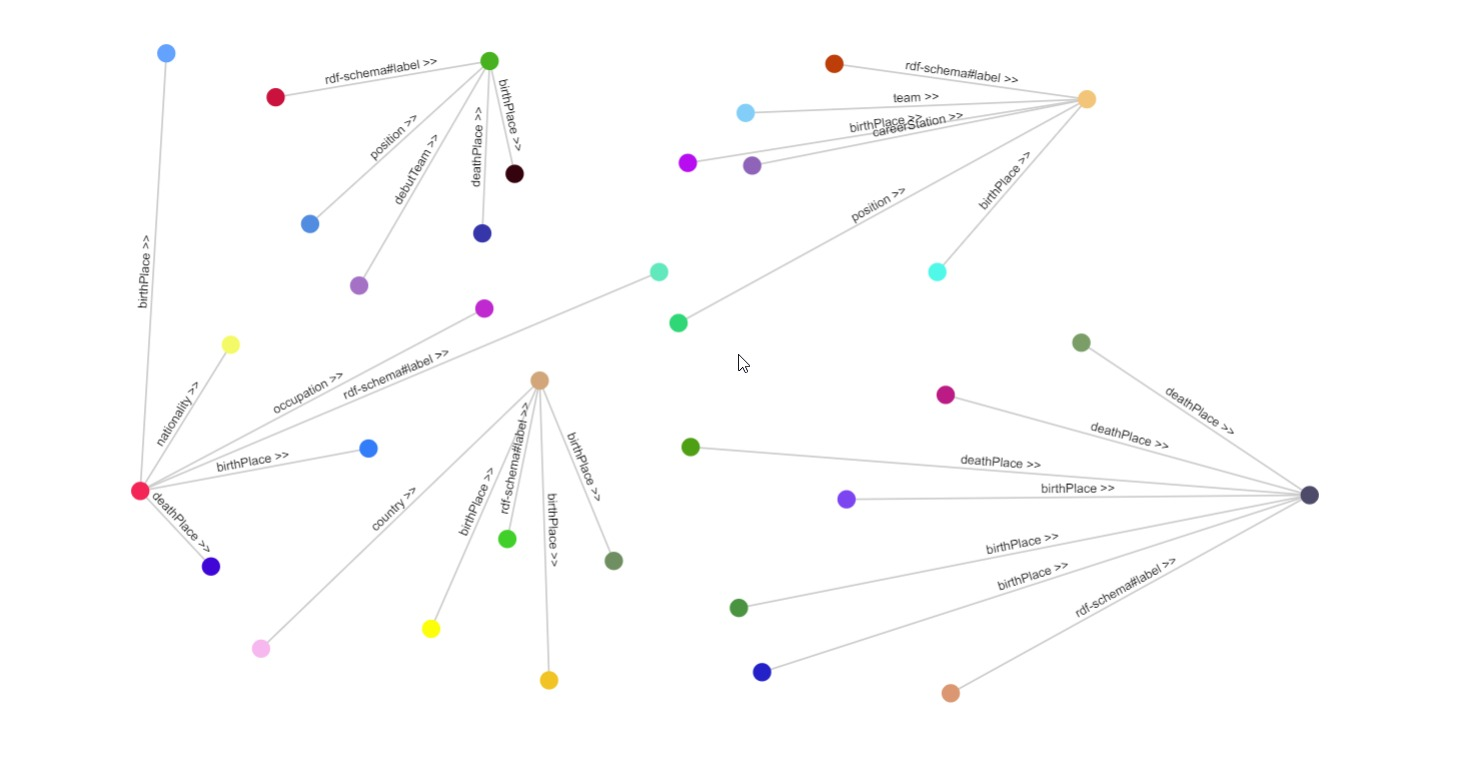 rdf-schema#label >>
position >>
debutTeam >>
deathPlace >>
birthPlace >>
rdf-schema#label >>
team >>
birthPlace >>
careerStation >>
position >>
birthPlace >>
birthPlace >>
nationality >>
occupation >>
rdf-schema#label >>
birthPlace >>
deathPlace >>
country >>
birthPlace >>
rdf-schema#label >>
birthPlace >>
birthPlace >>
deathPlace >>
deathPlace >>
deathPlace >>
birthPlace >>
birthPlace >>
birthPlace >>
rdf-schema#label >>